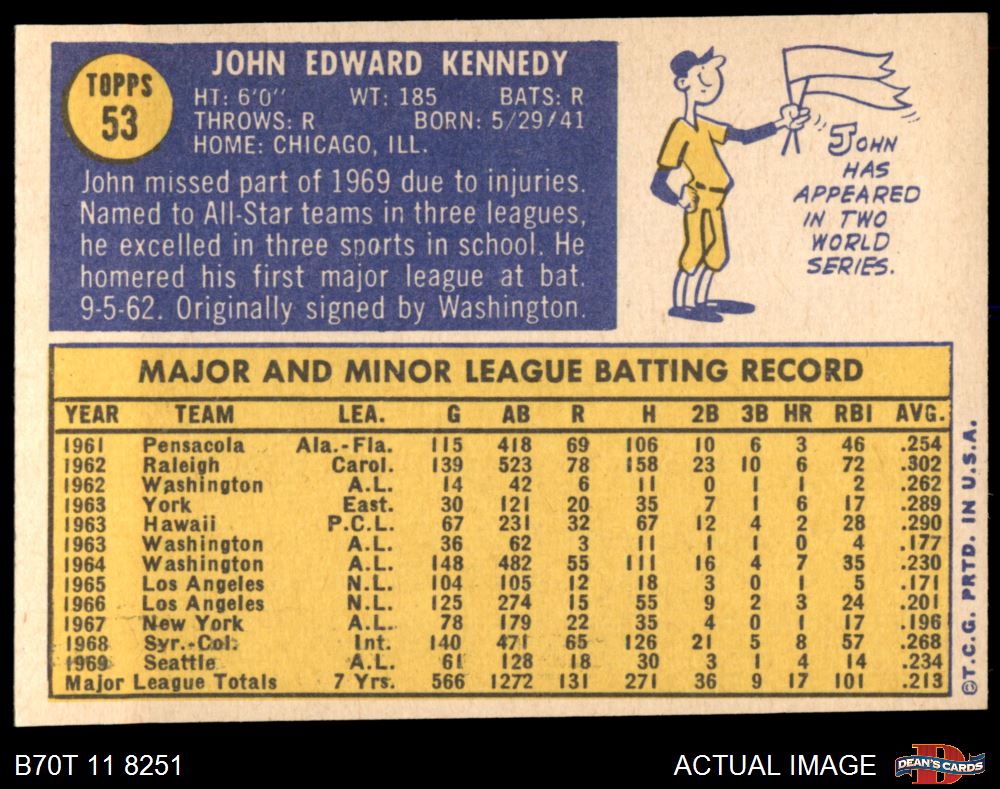 TOPPS
53
JOHN EDWARD KENNEDY
HT: 6'0" WT: 185 BATS: R
THROWS: R BORN: 5/29/41
HOME: CHICAGO, ILL.
John missed part of 1969 due to injuries.
Named to All-Star teams in three leagues,
he excelled in three sports in school. He
homered his first major league at bat.
9-5-62. Originally signed by Washington.
JOHN
HAS
APPEARED
IN TWO
WORLD
SERIES.
MAJOR AND MINOR LEAGUE BATTING RECORD
YEAR TEAM LEA. G AB R H 2B 3B HR RBI AVG.
1961 Pensacola Ala.-Fla. 115 418 69 106 10 6 3 46 .254
1962 Raleigh Carol. 139 523 78 158 23 10 6 72 .302
1962 Washington A.L. 14 42 6 11 0 1 1 2 .262
1963 York East. 30 121 20 35 7 1 6 17 .289
1963 Hawaii P.C.L. 67 231 32 67 12 4 2 28 .290
1963 Washington A.L. 36 62 3 11 1 1 0 4 .177
1964 Washington A.L. 148 482 55 111 16 4 7 35 .230
1965 Los Angeles N.L. 104 105 12 18 3 0 1 5 .171
1966 Los Angeles N.L. 125 274 15 55 9 2 3 24 .201
1967 New York A.L. 78 179 22 35 4 0 1 17 .196
1968 Syr.-Col. Int. 140 471 65 126 21 5 8 57 .268
1969 Seattle A.L. 61 128 18 30 3 1 4 14 .234
Major League Totals 7 Yrs. 566 1272 131 271 36 9 17 101 .213
©T.C.G. PRTD. IN U.S.A.
B70T 11 8251
ACTUAL IMAGE
D
DEAN'S CARDS